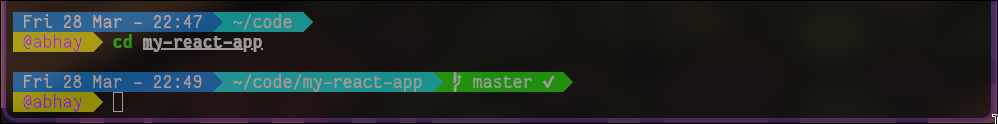 Fri 28 Mar - 22:47 ~/code
@abhay cd my-react-app
Fri 28 Mar - 22:49 ~/code/my-react-app master ✔
@abhay